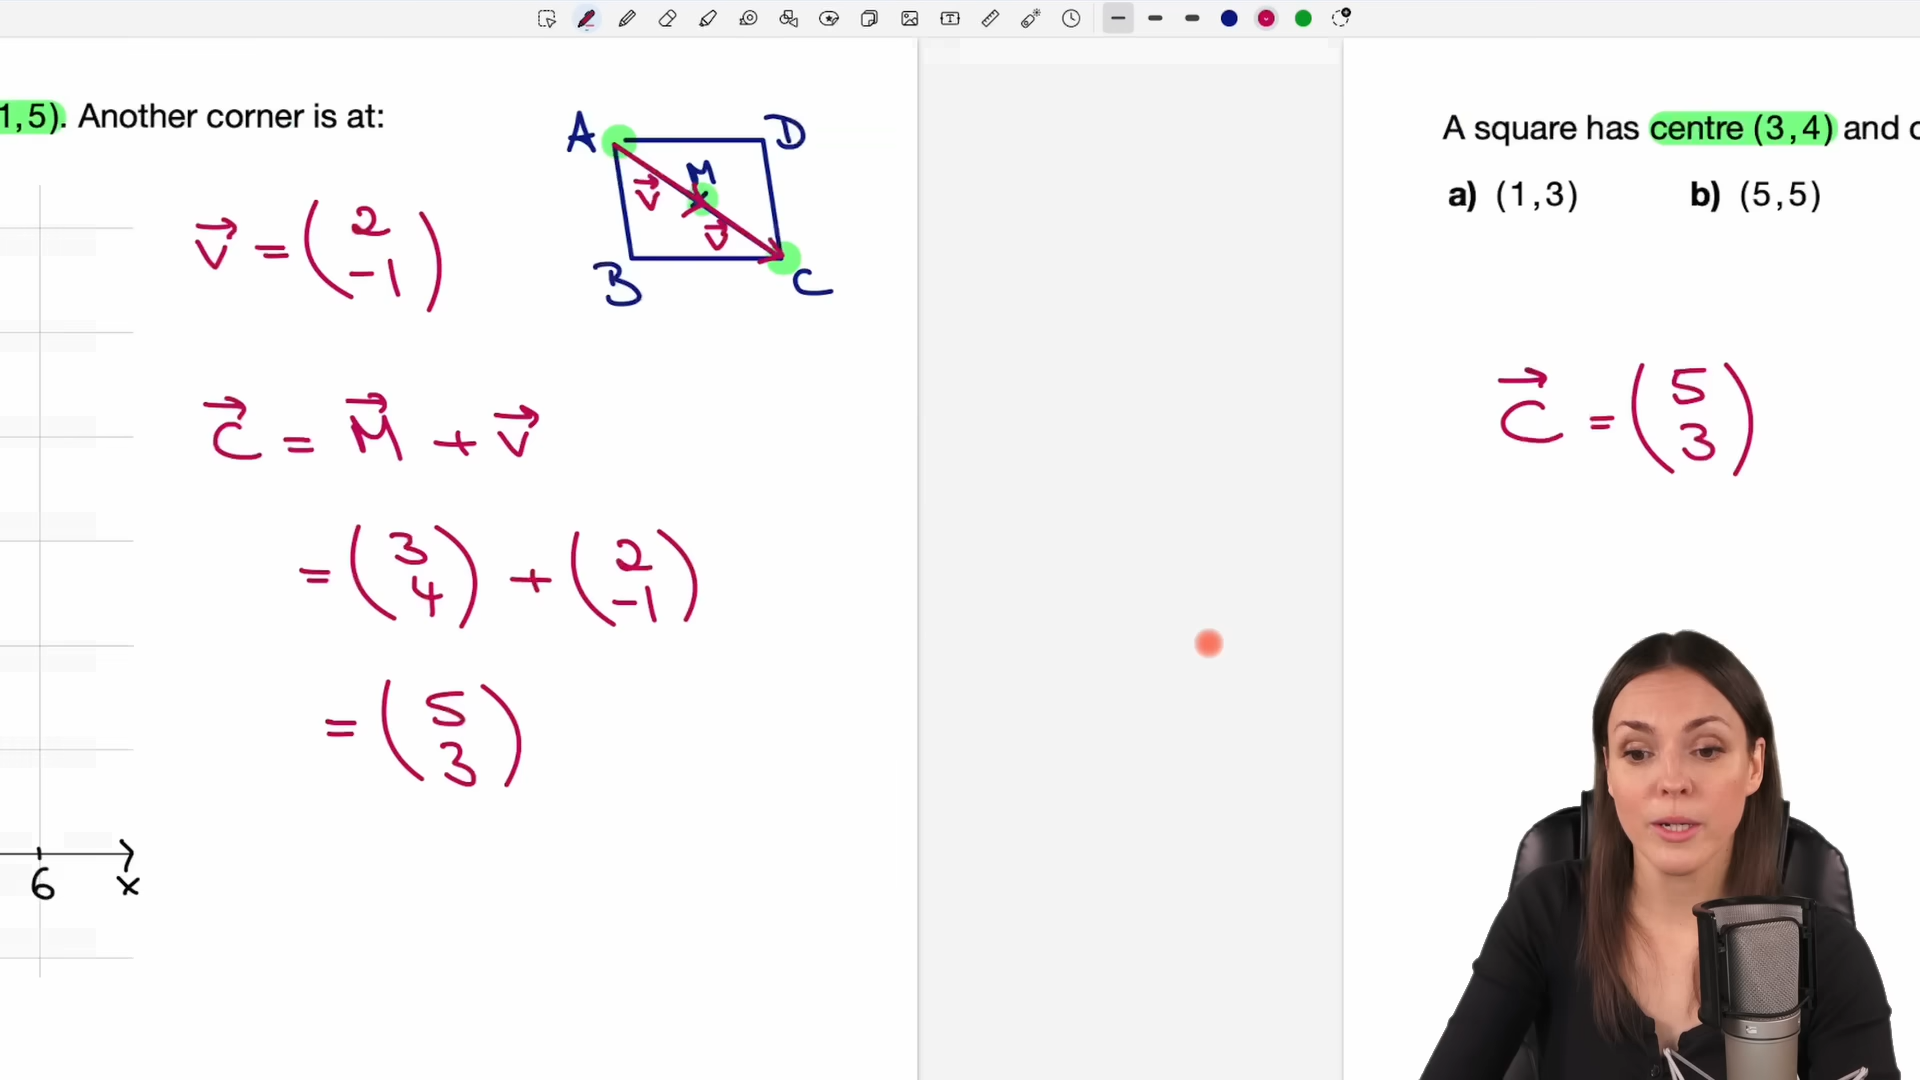 1,5). Another corner is at:
A D
M
v
v
B C
v = (2 -1)
C = M + v
= (3 4) + (2 -1)
= (5 3)
6 x
A square has centre (3,4) and c
a) (1,3) b) (5,5)
C = (5 3)